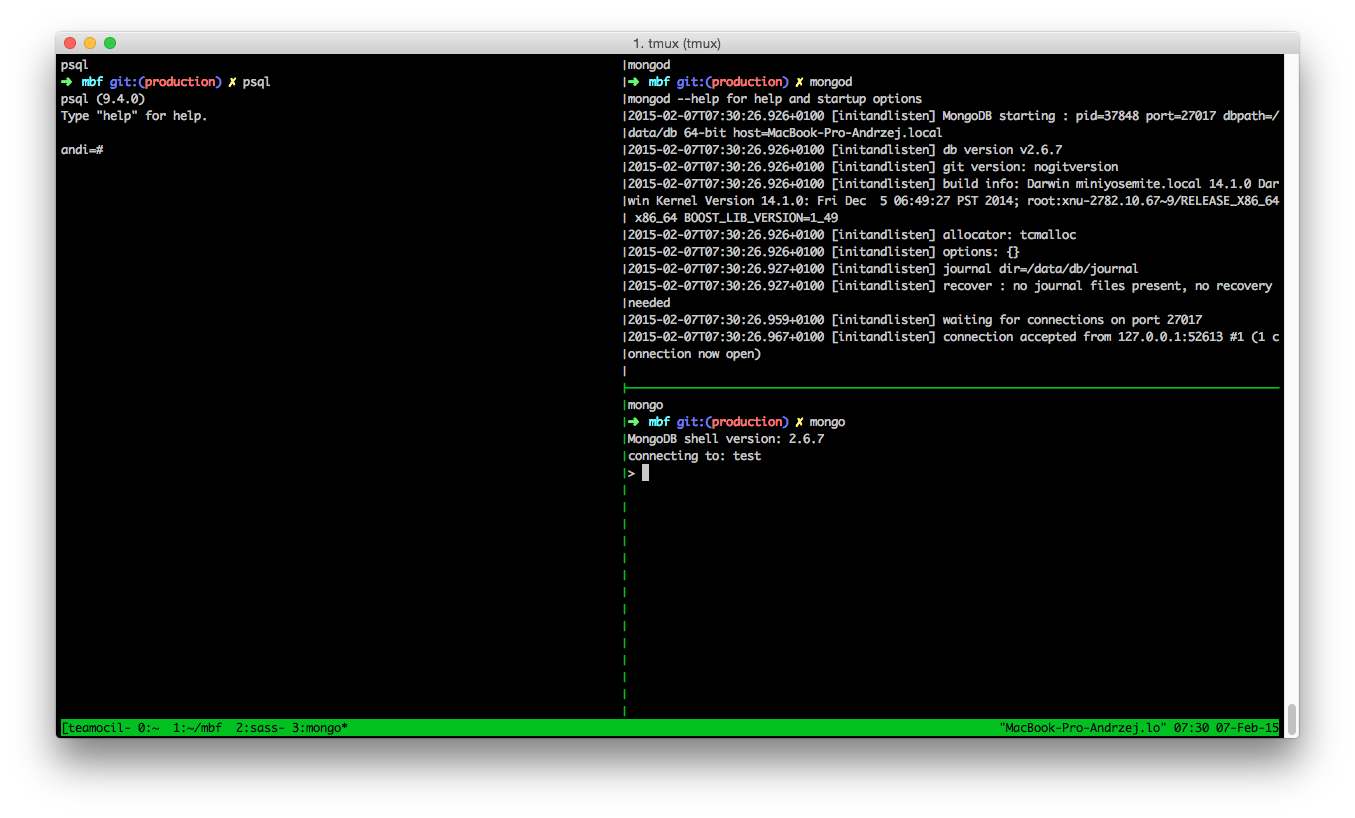 1. tmux (tmux)
psql
➜ mbf git:(production) ✗ psql
psql (9.4.0)
Type "help" for help.
andi=#
mongod
➜ mbf git:(production) ✗ mongod
mongod --help for help and startup options
2015-02-07T07:30:26.926+0100 [initandlisten] MongoDB starting : pid=37848 port=27017 dbpath=/
data/db 64-bit host=MacBook-Pro-Andrzej.local
2015-02-07T07:30:26.926+0100 [initandlisten] db version v2.6.7
2015-02-07T07:30:26.926+0100 [initandlisten] git version: nogitversion
2015-02-07T07:30:26.926+0100 [initandlisten] build info: Darwin miniyosemite.local 14.1.0 Dar
win Kernel Version 14.1.0: Fri Dec  5 06:49:27 PST 2014; root:xnu-2782.10.67~9/RELEASE_X86_64
 x86_64 BOOST_LIB_VERSION=1_49
2015-02-07T07:30:26.926+0100 [initandlisten] allocator: tcmalloc
2015-02-07T07:30:26.926+0100 [initandlisten] options: {}
2015-02-07T07:30:26.927+0100 [initandlisten] journal dir=/data/db/journal
2015-02-07T07:30:26.927+0100 [initandlisten] recover : no journal files present, no recovery
needed
2015-02-07T07:30:26.959+0100 [initandlisten] waiting for connections on port 27017
2015-02-07T07:30:26.967+0100 [initandlisten] connection accepted from 127.0.0.1:52613 #1 (1 c
onnection now open)
mongo
➜ mbf git:(production) ✗ mongo
MongoDB shell version: 2.6.7
connecting to: test
>
[teamocil- 0:~  1:~/mbf  2:sass- 3:mongo* "MacBook-Pro-Andrzej.lo" 07:30 07-Feb-15